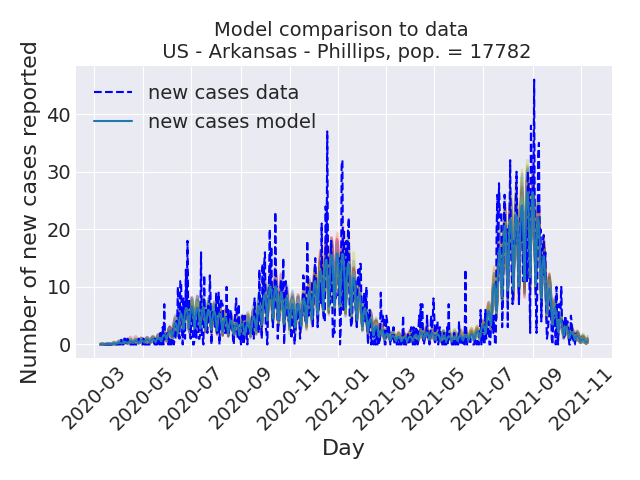 Model comparison to data
US - Arkansas - Phillips, pop. = 17782
Number of new cases reported
new cases data
new cases model
40
30
20
10
0
2020-03
2020-05
2020-07
2020-09
2020-11
2021-01
2021-03
2021-05
2021-07
2021-09
2021-11
Day